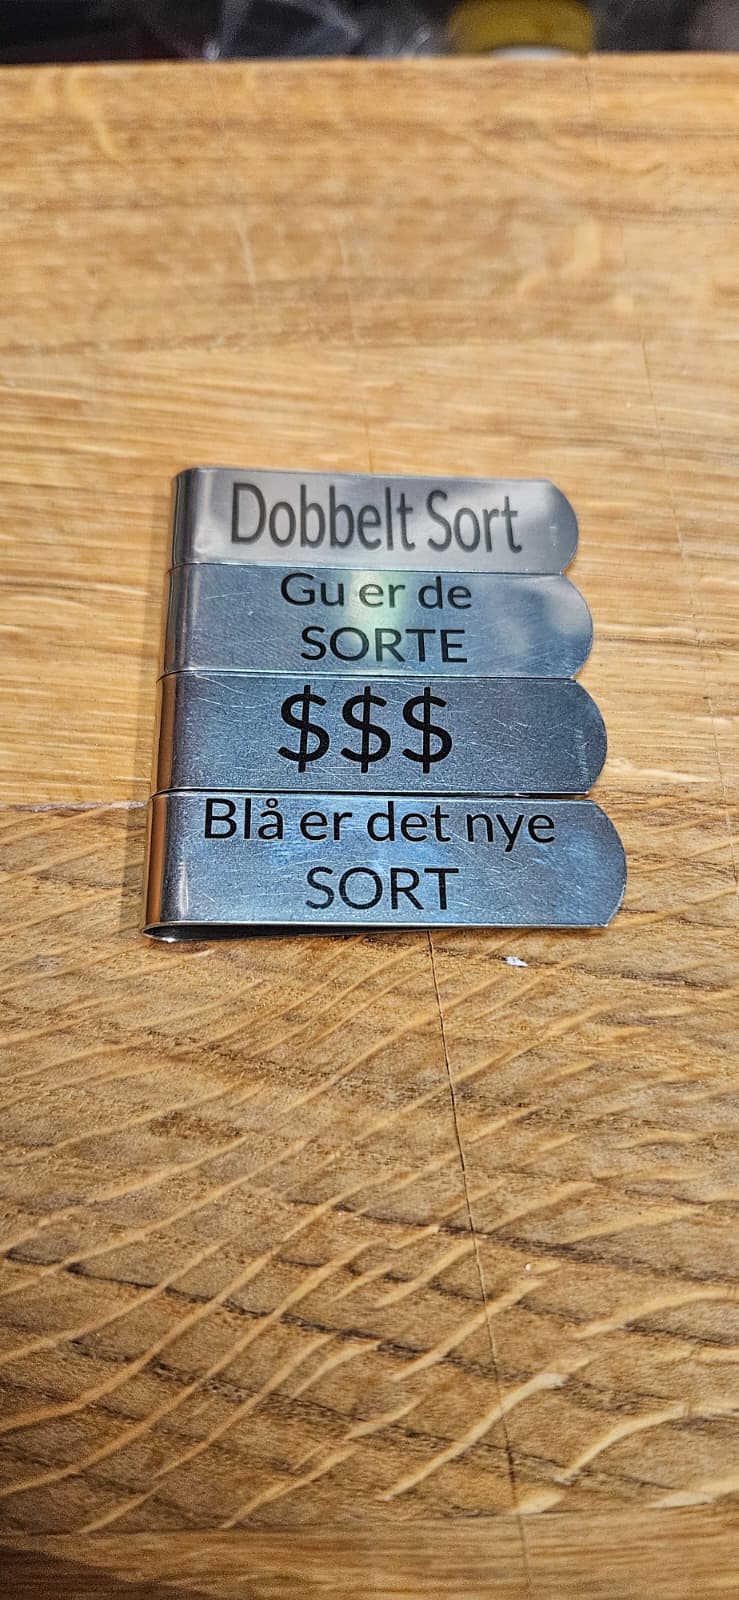 Dobbelt Sort
Gu er de
SORTE
$$$
Blå er det nye
SORT